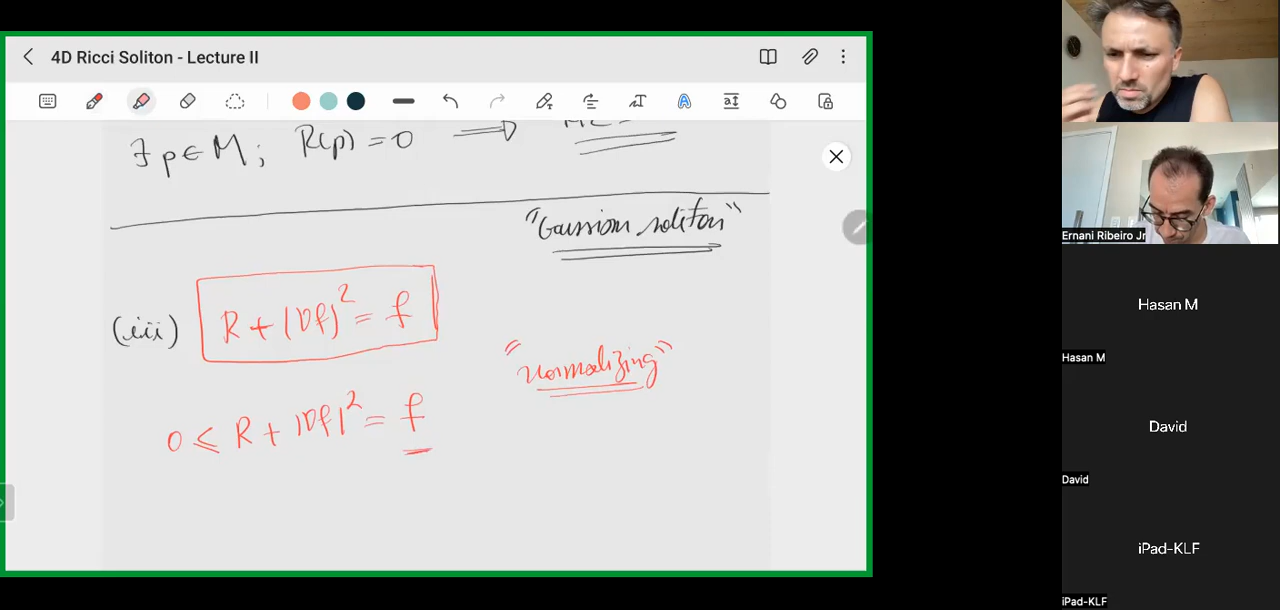 4D Ricci Soliton - Lecture II
∃ p ∈ M ; R(p) = 0 ⟹
"Gaussian soliton"
(iii) R + |∇f|² = f
"normalizing"
0 ≤ R + |∇f|² = f
Ernani Ribeiro Jr
Hasan M
Hasan M
David
David
iPad-KLF
iPad-KLF